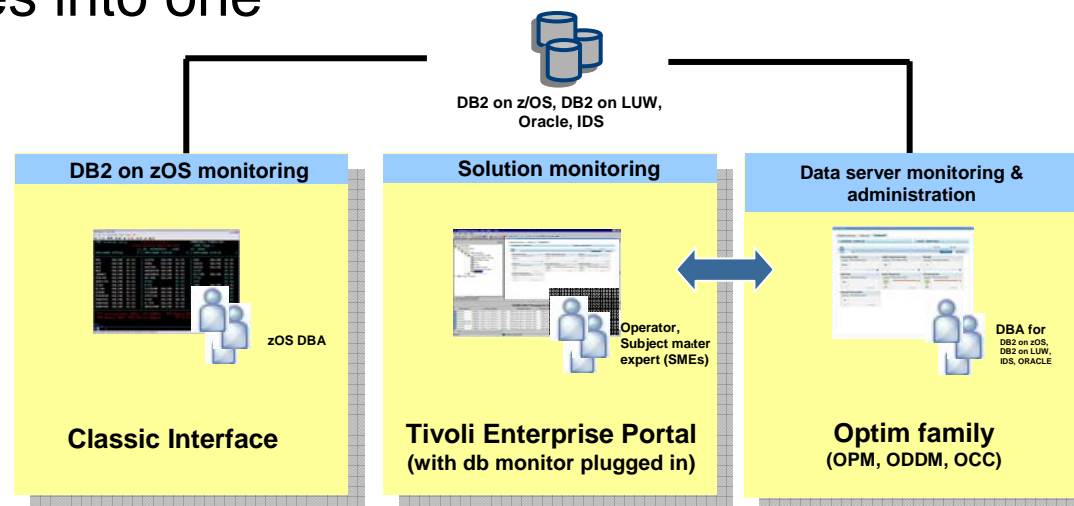 es into one
DB2 on z/OS, DB2 on LUW,
Oracle, IDS
DB2 on zOS monitoring
zOS DBA
Classic Interface
Solution monitoring
Operator,
Subject mater
expert (SMEs)
Tivoli Enterprise Portal
(with db monitor plugged in)
Data server monitoring &
administration
DBA for
DB2 on zOS,
DB2 on LUW,
IDS, ORACLE
Optim family
(OPM, ODDM, OCC)